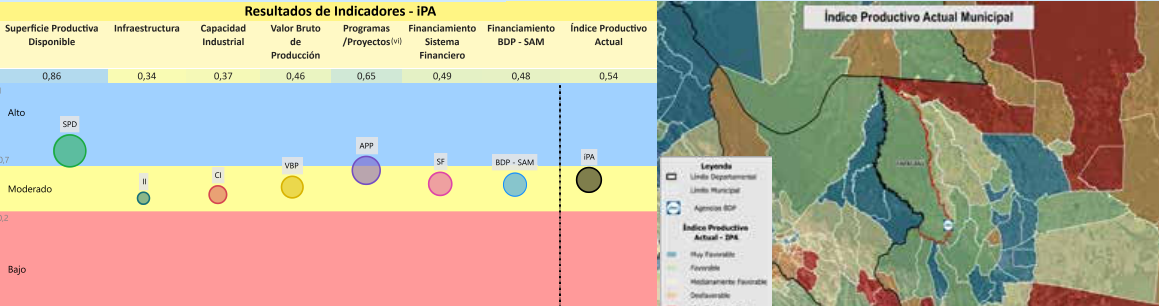 Resultados de Indicadores - iPA
Superficie Productiva Disponible
Infraestructura
Capacidad Industrial
Valor Bruto de Producción
Programas /Proyectos(vi)
Financiamiento Sistema Financiero
Financiamiento BDP - SAM
Índice Productivo Actual
0,86 0,34 0,37 0,46 0,65 0,49 0,48 0,54
Alto
SPD
APP
0,7
VBP
SF
BDP - SAM
iPA
II
CI
Moderado
0,2
Bajo
Índice Productivo Actual Municipal
Leyenda
Límite Departamental
Límite Municipal
Agencias BDP
Índice Productivo
Actual - IPA
Muy Favorable
Favorable
Medianamente Favorable
Desfavorable